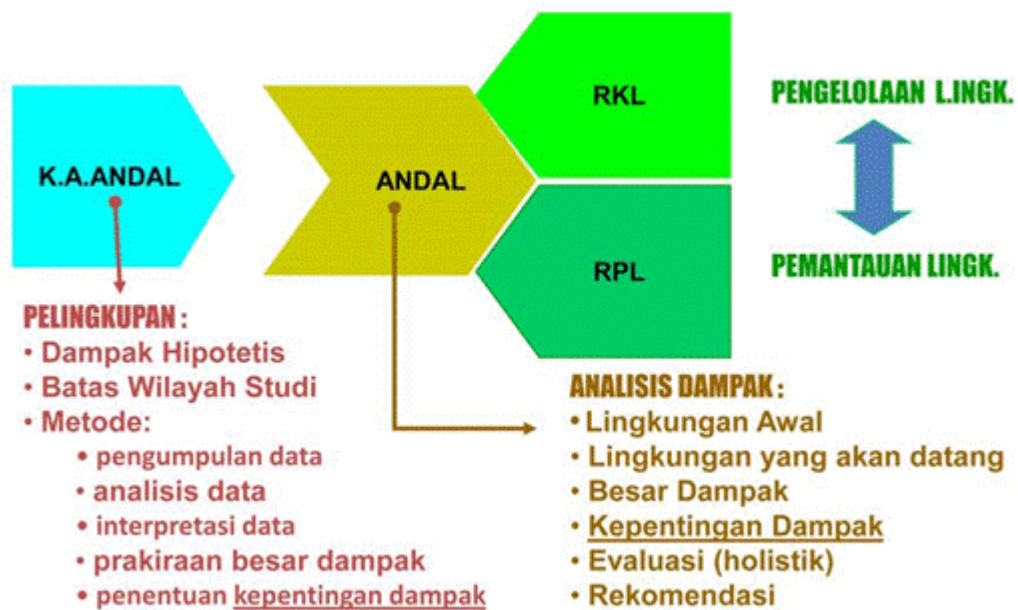 K.A.ANDAL
ANDAL
RKL
RPL
PENGELOLAAN L.INGK.
PEMANTAUAN LINGK.
PELINGKUPAN :
• Dampak Hipotetis
• Batas Wilayah Studi
• Metode:
• pengumpulan data
• analisis data
• interpretasi data
• prakiraan besar dampak
• penentuan kepentingan dampak
ANALISIS DAMPAK :
• Lingkungan Awal
• Lingkungan yang akan datang
• Besar Dampak
• Kepentingan Dampak
• Evaluasi (holistik)
• Rekomendasi